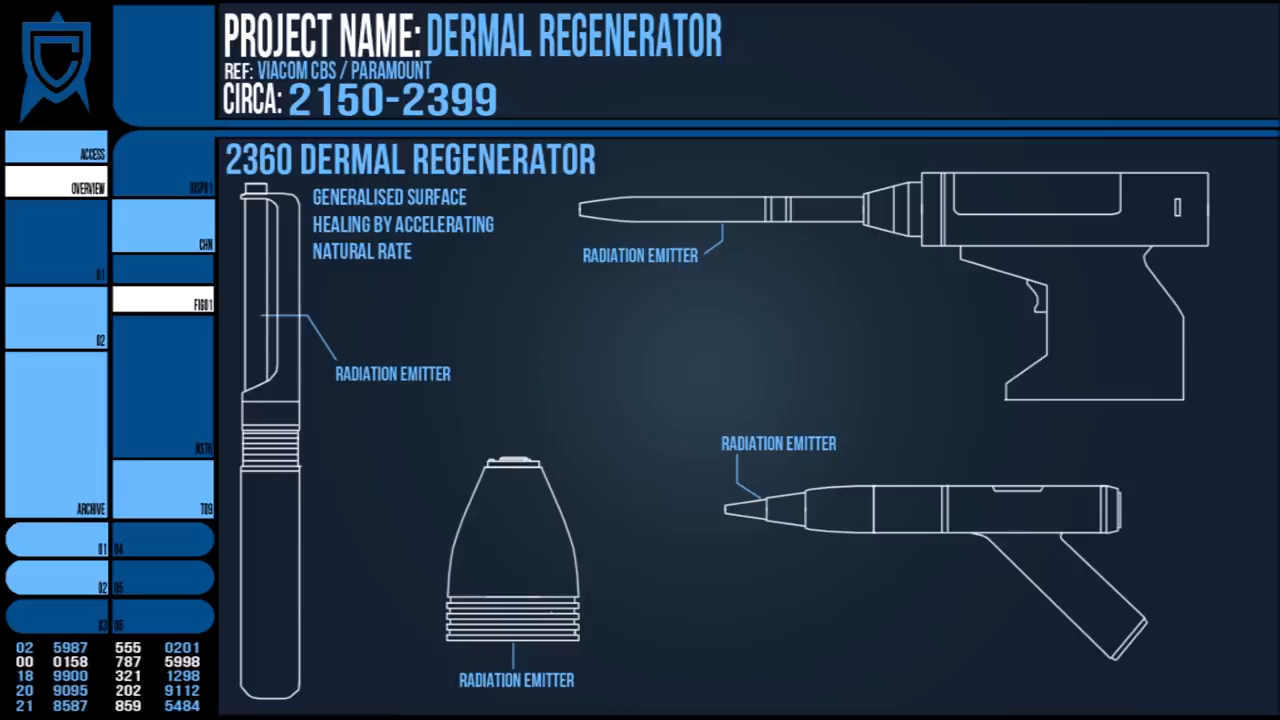 PROJECT NAME: DERMAL REGENERATOR
REF: VIACOM CBS / PARAMOUNT
CIRCA: 2150-2399
ACCESS
OVERVIEW
01
02
ARCHIVE
01
02
03
CHN
FIG01
T09
04
05
06
02 5987 555 0201
00 0158 787 5998
18 9900 321 1298
20 9095 202 9112
21 8587 859 5484
2360 DERMAL REGENERATOR
GENERALISED SURFACE
HEALING BY ACCELERATING
NATURAL RATE
RADIATION EMITTER
RADIATION EMITTER
RADIATION EMITTER
RADIATION EMITTER